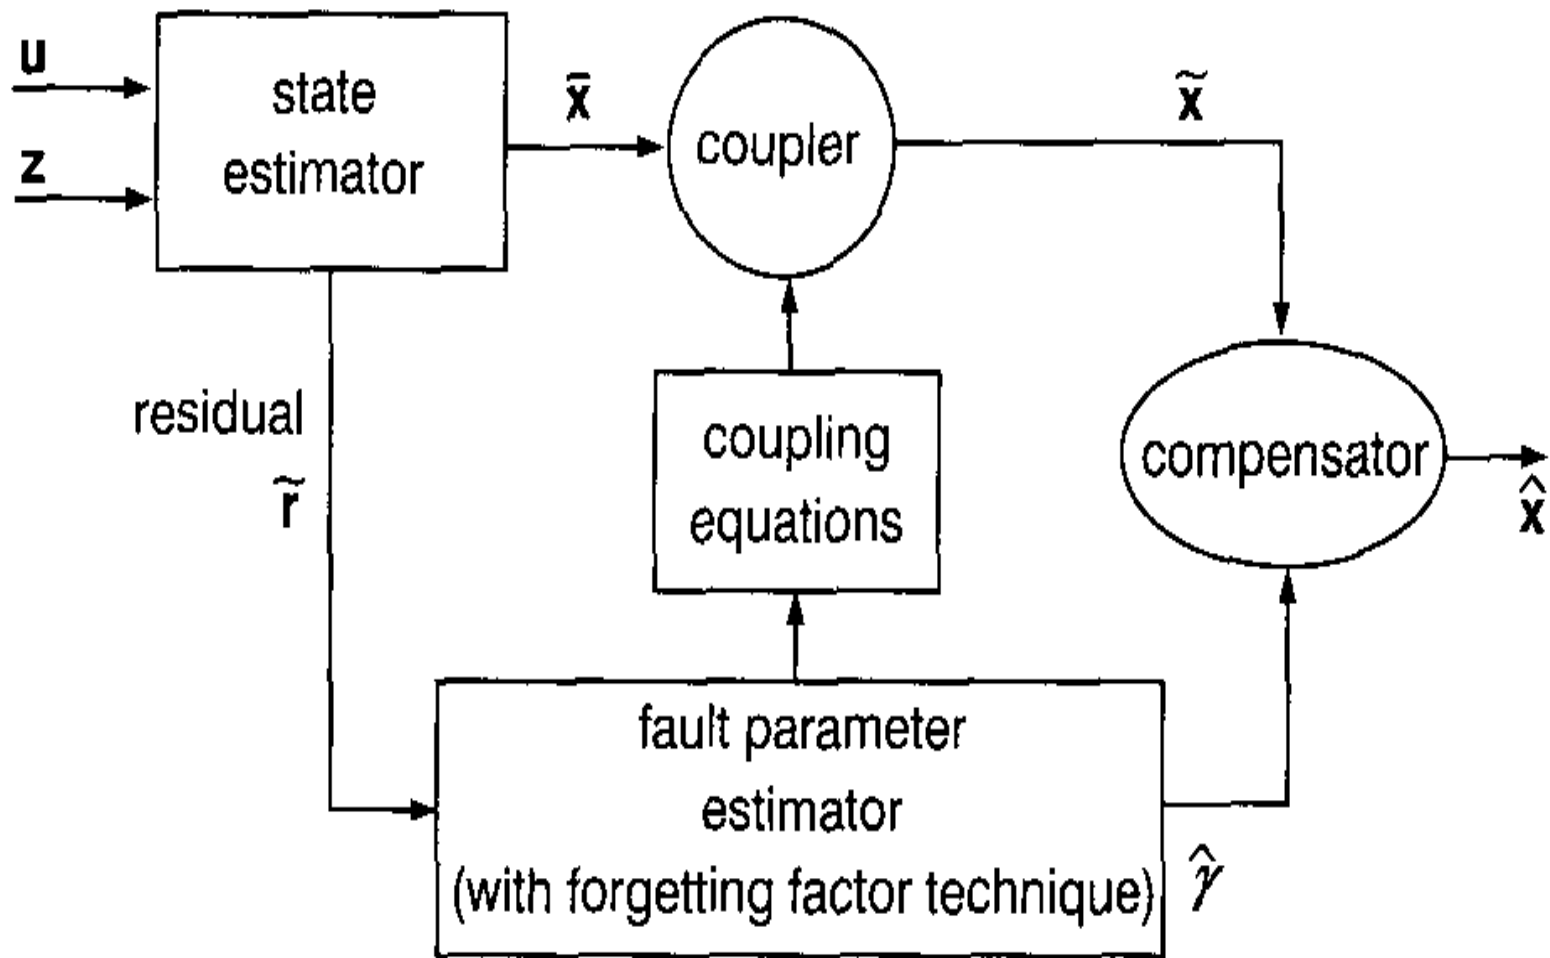 u
z
state
estimator
x̄
coupler
x̃
residual
r̃
coupling
equations
compensator
x̂
fault parameter
estimator
(with forgetting factor technique)
γ̂